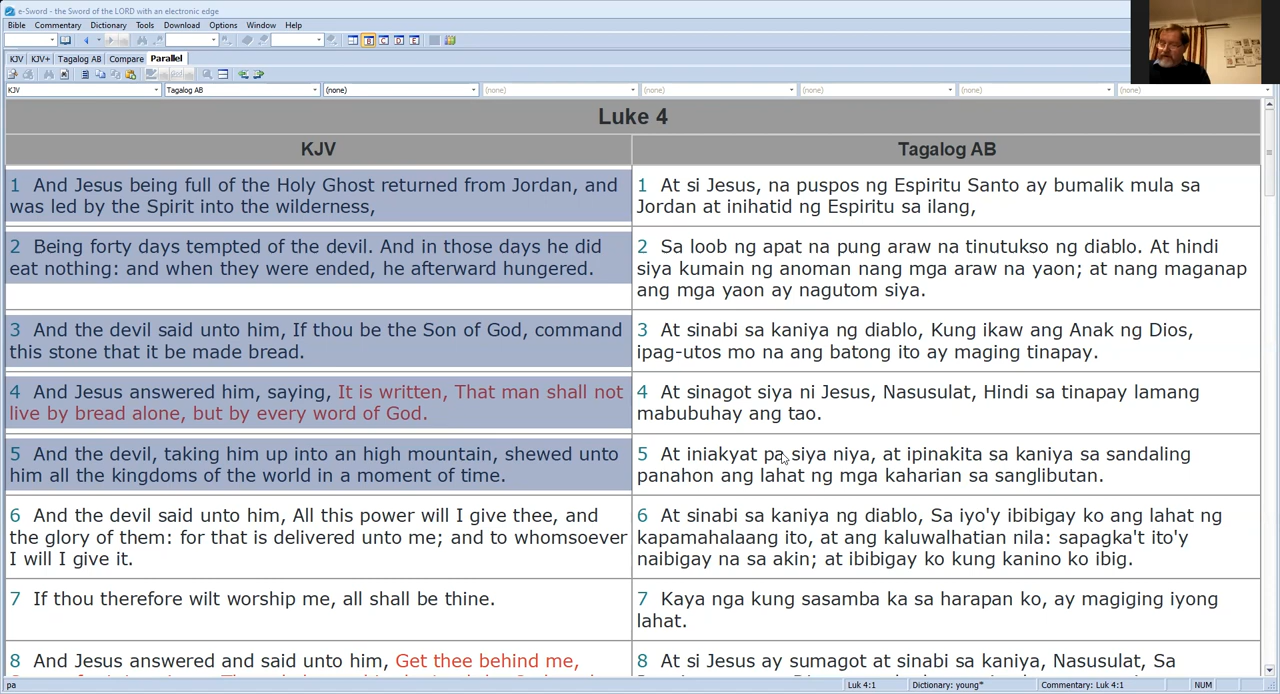 e-Sword - the Sword of the LORD with an electronic edge
Bible Commentary Dictionary Tools Download Options Window Help
KJV KJV+ Tagalog AB Compare Parallel
KJV Tagalog AB (none) (none) (none) (none) (none) (none)
Luke 4
KJV
1 And Jesus being full of the Holy Ghost returned from Jordan, and
was led by the Spirit into the wilderness,
2 Being forty days tempted of the devil. And in those days he did
eat nothing: and when they were ended, he afterward hungered.
3 And the devil said unto him, If thou be the Son of God, command
this stone that it be made bread.
4 And Jesus answered him, saying, It is written, That man shall not
live by bread alone, but by every word of God.
5 And the devil, taking him up into an high mountain, shewed unto
him all the kingdoms of the world in a moment of time.
6 And the devil said unto him, All this power will I give thee, and
the glory of them: for that is delivered unto me; and to whomsoever
I will I give it.
7 If thou therefore wilt worship me, all shall be thine.
8 And Jesus answered and said unto him, Get thee behind me,
Tagalog AB
1 At si Jesus, na puspos ng Espiritu Santo ay bumalik mula sa
Jordan at inihatid ng Espiritu sa ilang,
2 Sa loob ng apat na pung araw na tinutukso ng diablo. At hindi
siya kumain ng anoman nang mga araw na yaon; at nang maganap
ang mga yaon ay nagutom siya.
3 At sinabi sa kaniya ng diablo, Kung ikaw ang Anak ng Dios,
ipag-utos mo na ang batong ito ay maging tinapay.
4 At sinagot siya ni Jesus, Nasusulat, Hindi sa tinapay lamang
mabubuhay ang tao.
5 At iniakyat pa siya niya, at ipinakita sa kaniya sa sandaling
panahon ang lahat ng mga kaharian sa sanglibutan.
6 At sinabi sa kaniya ng diablo, Sa iyo'y ibibigay ko ang lahat ng
kapamahalaang ito, at ang kaluwalhatian nila: sapagka't ito'y
naibigay na sa akin; at ibibigay ko kung kanino ko ibig.
7 Kaya nga kung sasamba ka sa harapan ko, ay magiging iyong
lahat.
8 At si Jesus ay sumagot at sinabi sa kaniya, Nasusulat, Sa
pa Luke 4:1 Dictionary: young* Commentary: Luk 4:1 NUM